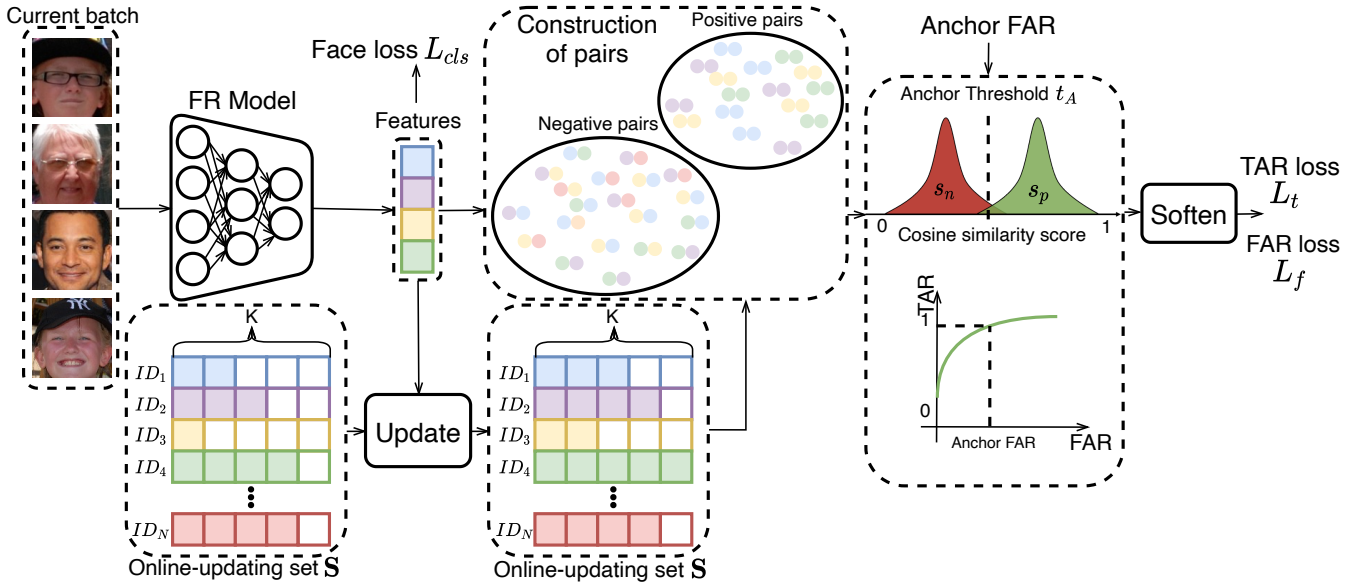 Current batch
FR Model
Face loss L_{cls}
Features
Construction
of pairs
Positive pairs
Negative pairs
Anchor FAR
Anchor Threshold t_A
s_n
s_p
0
Cosine similarity score
1
Soften
TAR loss
L_t
FAR loss
L_f
TAR
1
0
Anchor FAR
FAR
K
ID_1
ID_2
ID_3
ID_4
ID_N
Online-updating set S
Update
K
ID_1
ID_2
ID_3
ID_4
ID_N
Online-updating set S